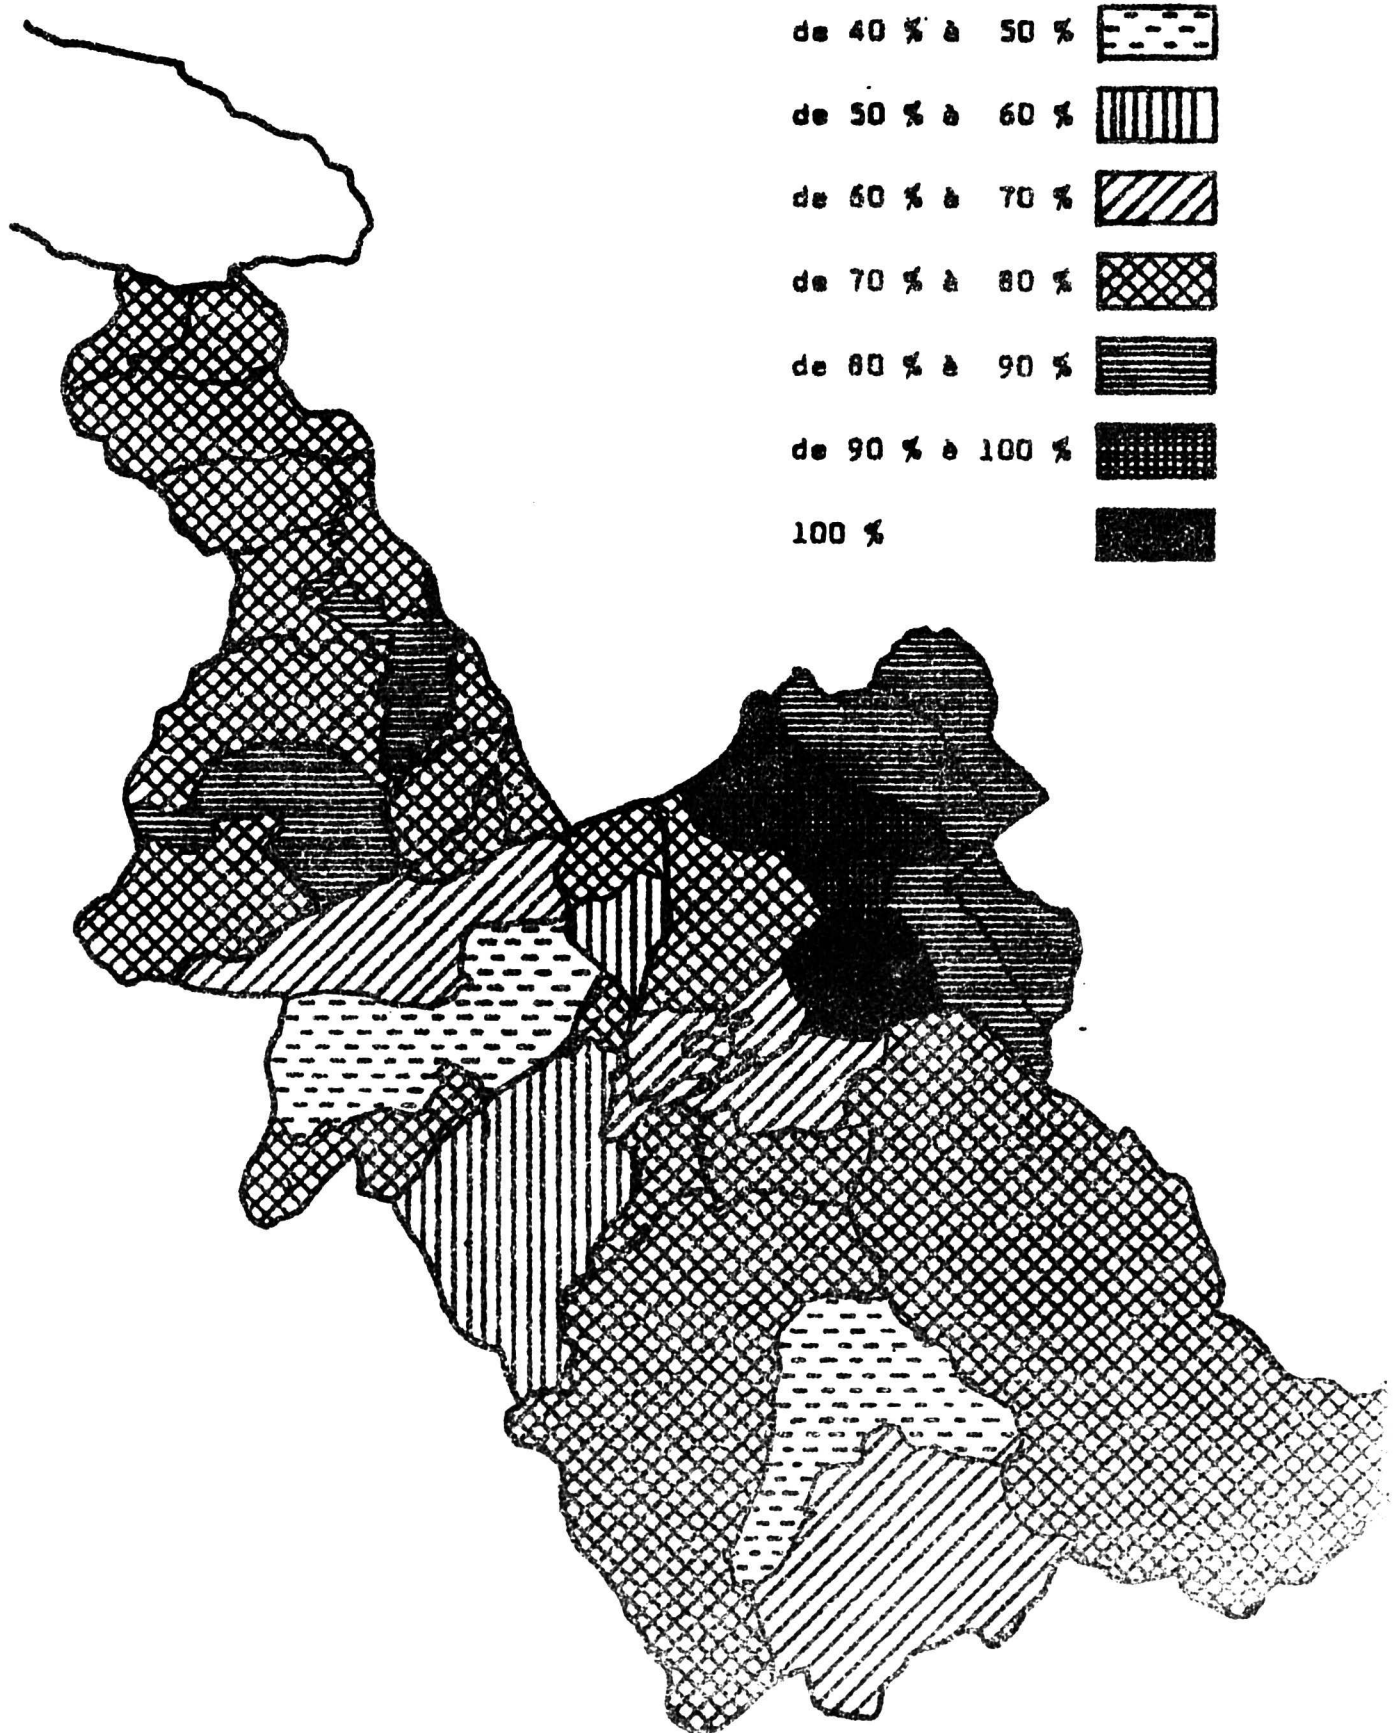 de 40 % à 50 %
de 50 % à 60 %
de 60 % à 70 %
de 70 % à 80 %
de 80 % à 90 %
de 90 % à 100 %
100 %